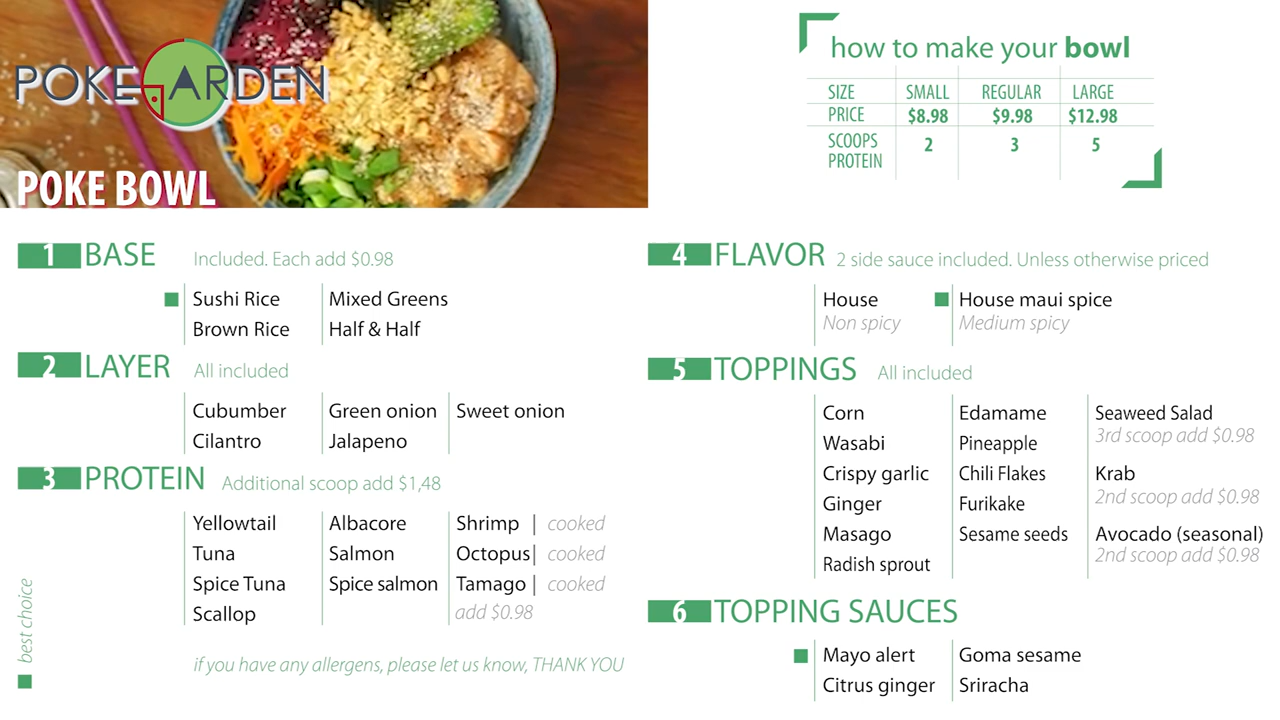 POKE GARDEN
POKE BOWL
how to make your bowl
SIZE SMALL REGULAR LARGE
PRICE $8.98 $9.98 $12.98
SCOOPS PROTEIN 2 3 5
1 BASE Included. Each add $0.98
Sushi Rice Mixed Greens
Brown Rice Half & Half
2 LAYER All included
Cubumber Green onion Sweet onion
Cilantro Jalapeno
3 PROTEIN Additional scoop add $1,48
Yellowtail Albacore Shrimp | cooked
Tuna Salmon Octopus | cooked
Spice Tuna Spice salmon Tamago | cooked
Scallop add $0.98
if you have any allergens, please let us know, THANK YOU
best choice
4 FLAVOR 2 side sauce included. Unless otherwise priced
House House maui spice
Non spicy Medium spicy
5 TOPPINGS All included
Corn Edamame Seaweed Salad
3rd scoop add $0.98
Wasabi Pineapple
Crispy garlic Chili Flakes Krab
2nd scoop add $0.98
Ginger Furikake
Masago Sesame seeds Avocado (seasonal)
2nd scoop add $0.98
Radish sprout
6 TOPPING SAUCES
Mayo alert Goma sesame
Citrus ginger Sriracha